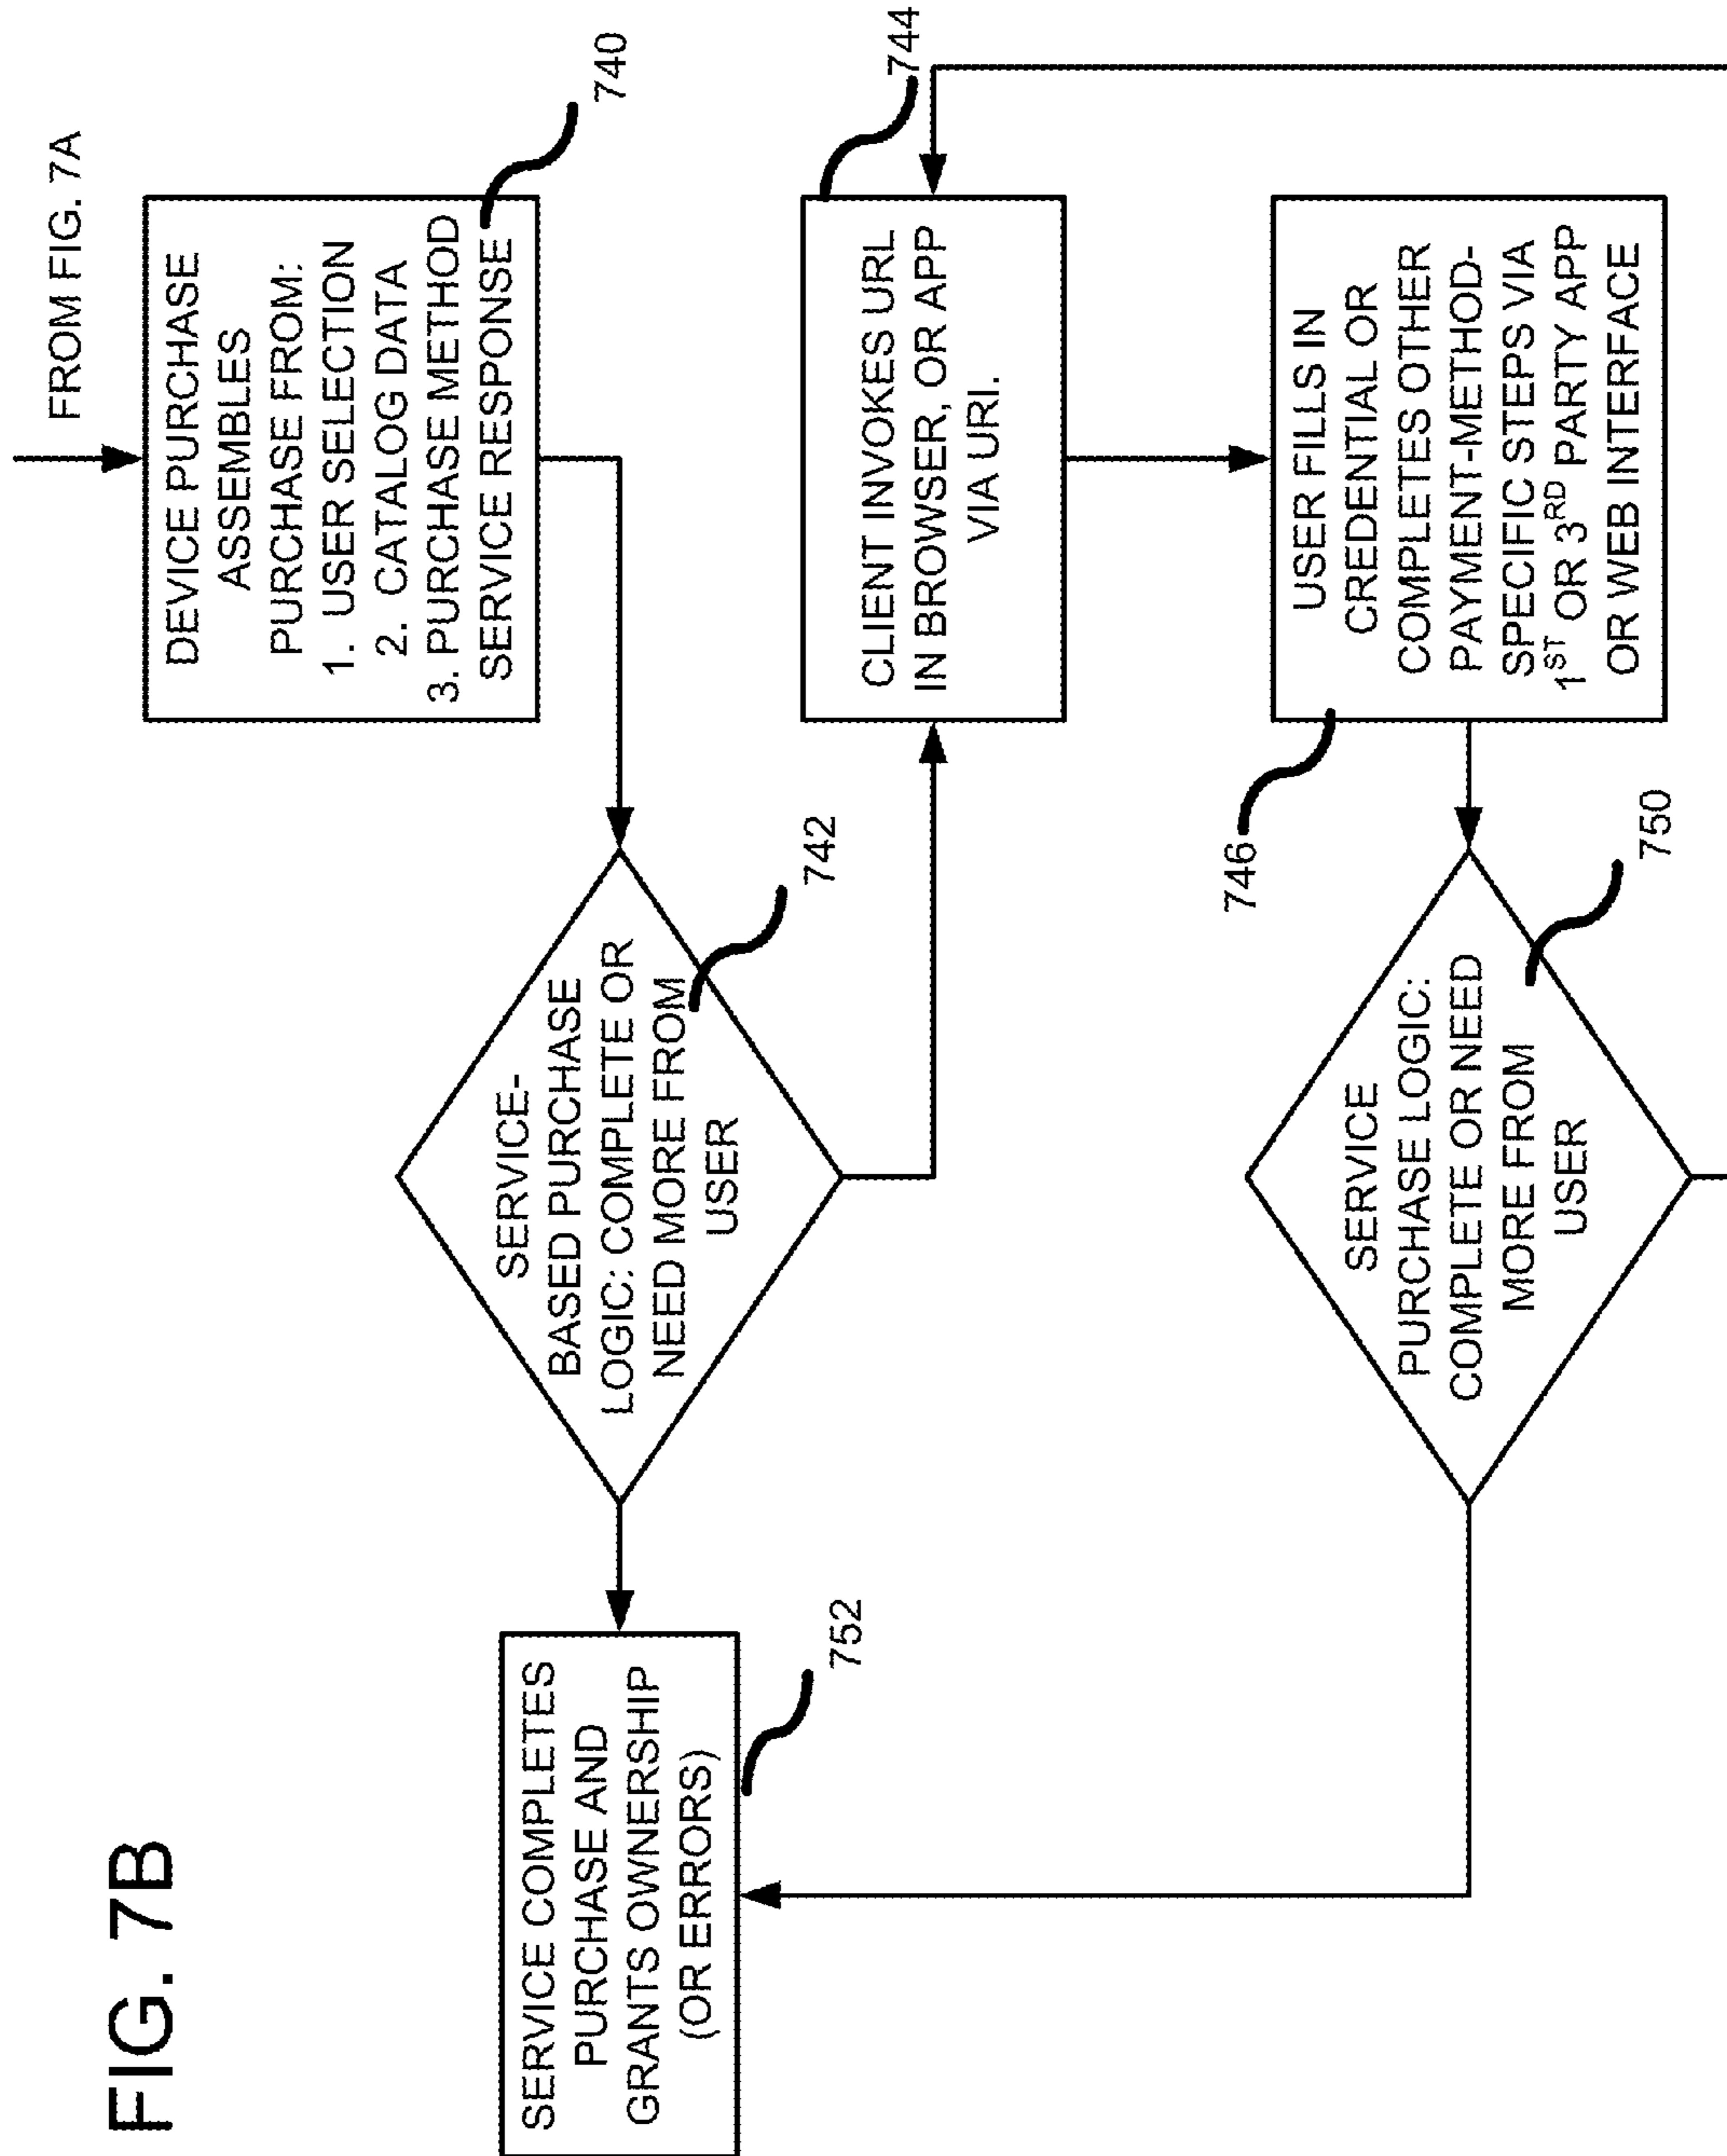 FIG. 7B
FROM FIG. 7A
DEVICE PURCHASE
ASSEMBLES
PURCHASE FROM:
1. USER SELECTION
2. CATALOG DATA
3. PURCHASE METHOD
SERVICE RESPONSE
740
SERVICE-
BASED PURCHASE
LOGIC: COMPLETE OR
NEED MORE FROM
USER
742
SERVICE COMPLETES
PURCHASE AND
GRANTS OWNERSHIP
(OR ERRORS)
752
CLIENT INVOKES URL
IN BROWSER, OR APP
VIA URI.
744
USER FILLS IN
CREDENTIAL OR
COMPLETES OTHER
PAYMENT-METHOD-
SPECIFIC STEPS VIA
1ST OR 3RD PARTY APP
OR WEB INTERFACE
746
SERVICE
PURCHASE LOGIC:
COMPLETE OR NEED
MORE FROM
USER
750